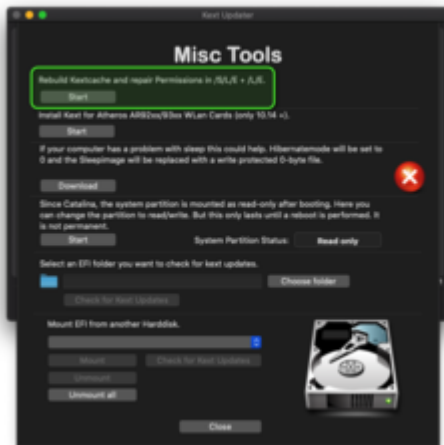 Kext Updater
Misc Tools
Rebuild Kextcache and repair Permissions in /S/L/E + /L/E.
Start
Install Kext for Atheros AR92xx/93xx WLan Cards (only 10.14 +).
Start
If your computer has a problem with sleep this could help. Hibernatemode will be set to
0 and the Sleepimage will be replaced with a write protected 0-byte file.
Download
Since Catalina, the system partition is mounted as read-only after booting. Here you
can change the partition to read/write. But this only lasts until a reboot is performed. It
is not permanent.
Start System Partition Status: Read only
Select an EFI folder you want to check for kext updates.
Choose folder
Check for Kext Updates
Mount EFI from another Harddisk.
Mount Check for Kext Updates
Unmount
Unmount all
Close